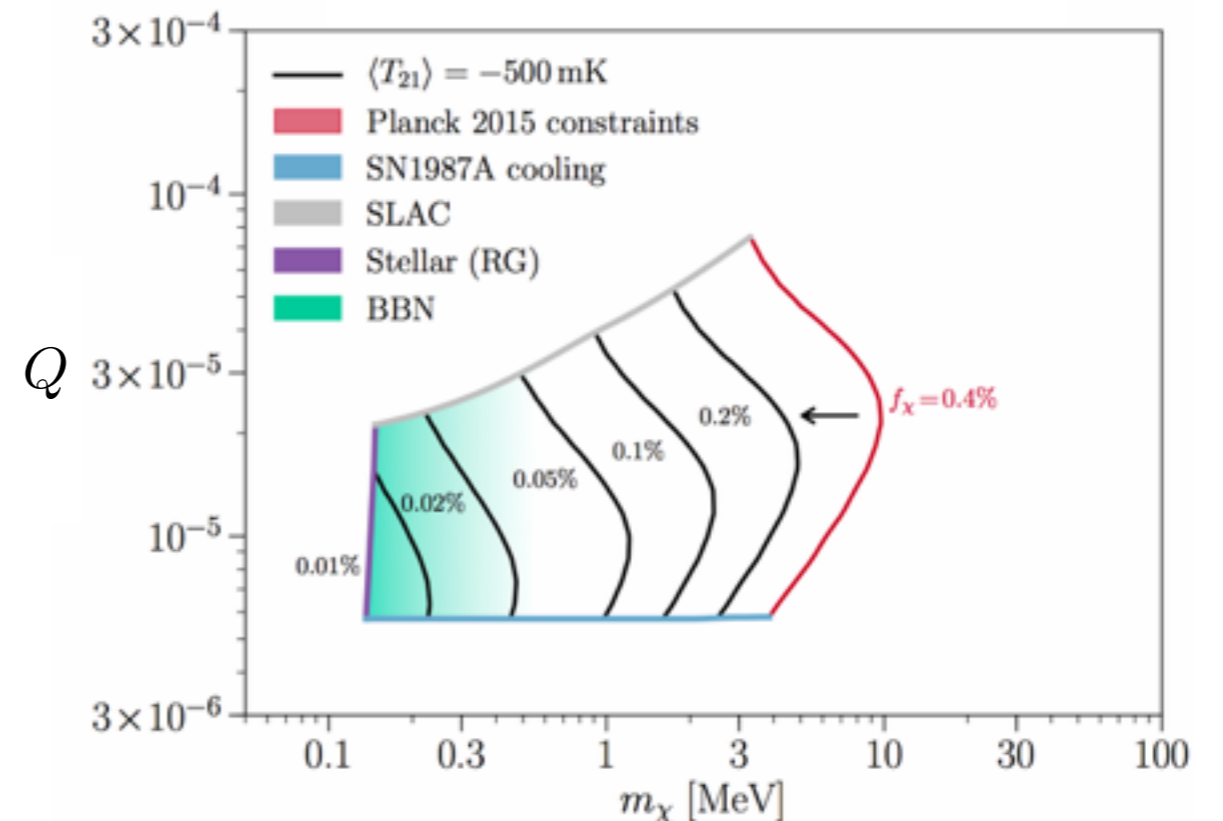 3×10⁻⁴
⟨T₂₁⟩ = −500 mK
Planck 2015 constraints
SN1987A cooling
10⁻⁴
SLAC
Stellar (RG)
BBN
Q
3×10⁻⁵
f_χ=0.4%
0.2%
0.1%
0.05%
0.02%
10⁻⁵
0.01%
3×10⁻⁶
0.1 0.3 1 3 10 30 100
m_χ [MeV]